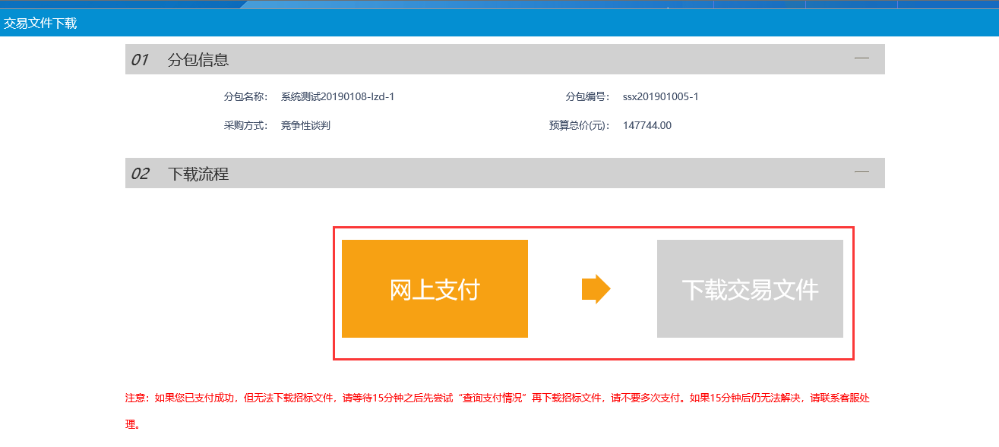 交易文件下载
01 分包信息
分包名称： 系统测试20190108-lzd-1 分包编号： ssx201901005-1
采购方式： 竞争性谈判 预算总价(元)： 147744.00
02 下载流程
网上支付 下载交易文件
注意：如果您已支付成功，但无法下载招标文件，请等待15分钟之后先尝试“查询支付情况”再下载招标文件，请不要多次支付。如果15分钟后仍无法解决，请联系客服处
理。